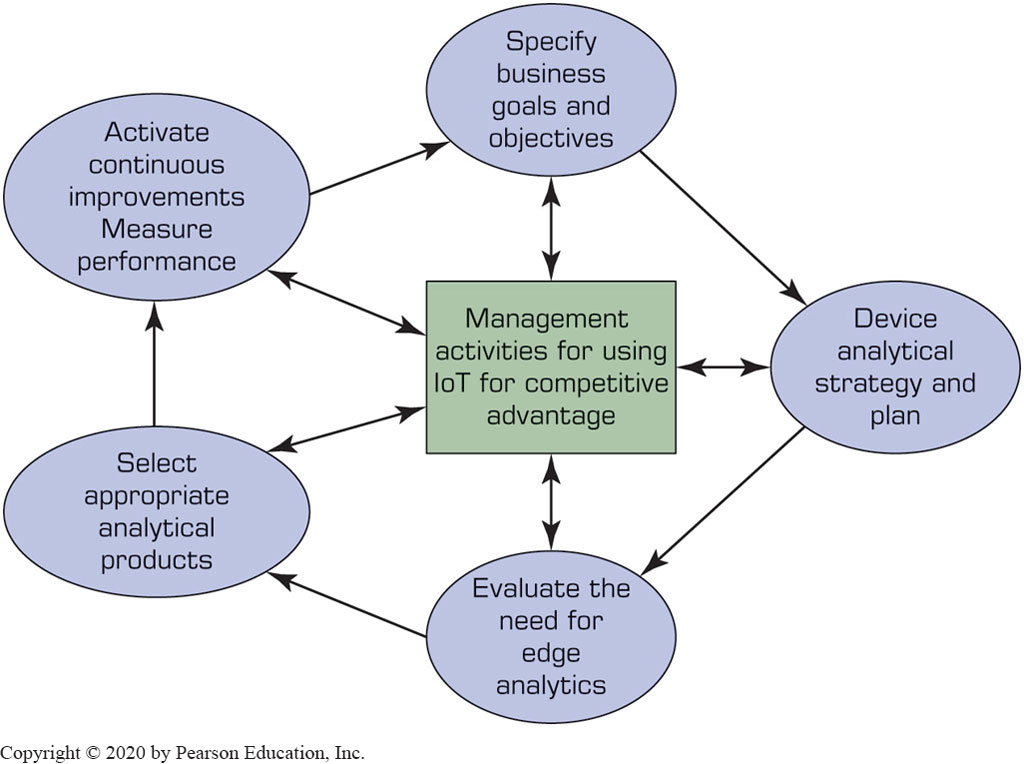 Specify
business
goals and
objectives
Activate
continuous
improvements
Measure
performance
Management
activities for using
IoT for competitive
advantage
Device
analytical
strategy and
plan
Select
appropriate
analytical
products
Evaluate the
need for
edge
analytics
Copyright © 2020 by Pearson Education, Inc.